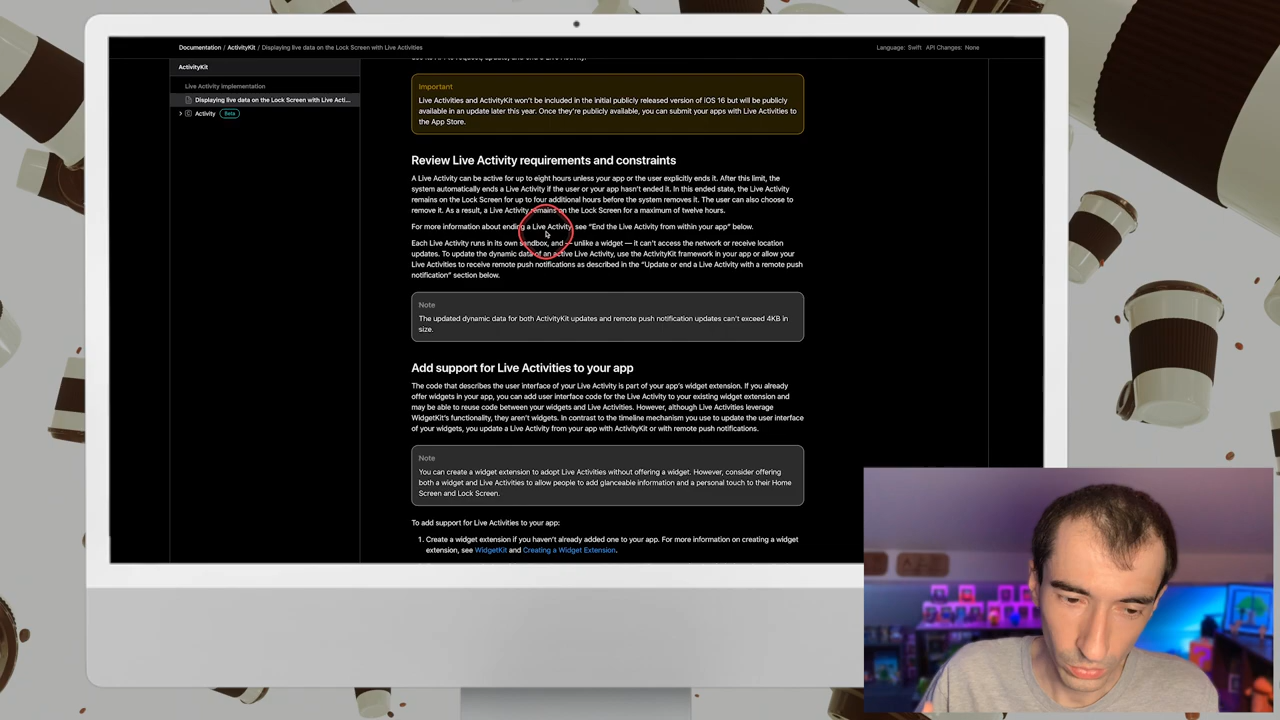 Documentation / ActivityKit / Displaying live data on the Lock Screen with Live Activities
Language: Swift API Changes: None
ActivityKit
Live Activity implementation
Displaying live data on the Lock Screen with Live Acti...
Activity Beta
Important
Live Activities and ActivityKit won't be included in the initial publicly released version of iOS 16 but will be publicly
available in an update later this year. Once they're publicly available, you can submit your apps with Live Activities to
the App Store.
Review Live Activity requirements and constraints
A Live Activity can be active for up to eight hours unless your app or the user explicitly ends it. After this limit, the
system automatically ends a Live Activity if the user or your app hasn't ended it. In this ended state, the Live Activity
remains on the Lock Screen for up to four additional hours before the system removes it. The user can also choose to
remove it. As a result, a Live Activity remains on the Lock Screen for a maximum of twelve hours.
For more information about ending a Live Activity, see "End the Live Activity from within your app" below.
Each Live Activity runs in its own sandbox, and — unlike a widget — it can't access the network or receive location
updates. To update the dynamic data of an active Live Activity, use the ActivityKit framework in your app or allow your
Live Activities to receive remote push notifications as described in the "Update or end a Live Activity with a remote push
notification" section below.
Note
The updated dynamic data for both ActivityKit updates and remote push notification updates can't exceed 4KB in
size.
Add support for Live Activities to your app
The code that describes the user interface of your Live Activity is part of your app's widget extension. If you already
offer widgets in your app, you can add user interface code for the Live Activity to your existing widget extension and
may be able to reuse code between your widgets and Live Activities. However, although Live Activities leverage
WidgetKit's functionality, they aren't widgets. In contrast to the timeline mechanism you use to update the user interface
of your widgets, you update a Live Activity from your app with ActivityKit or with remote push notifications.
Note
You can create a widget extension to adopt Live Activities without offering a widget. However, consider offering
both a widget and Live Activities to allow people to add glanceable information and a personal touch to their Home
Screen and Lock Screen.
To add support for Live Activities to your app:
1. Create a widget extension if you haven't already added one to your app. For more information on creating a widget
extension, see WidgetKit and Creating a Widget Extension.